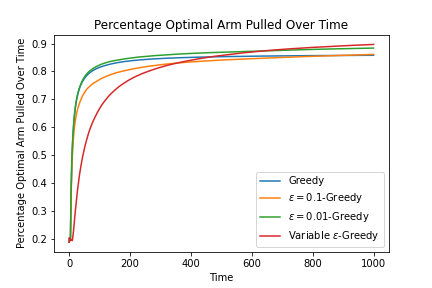 Percentage Optimal Arm Pulled Over Time
Percentage Optimal Arm Pulled Over Time
0.9
0.8
0.7
0.6
0.5
0.4
0.3
0.2
Greedy
ε = 0.1-Greedy
ε = 0.01-Greedy
Variable ε-Greedy
0 200 400 600 800 1000
Time